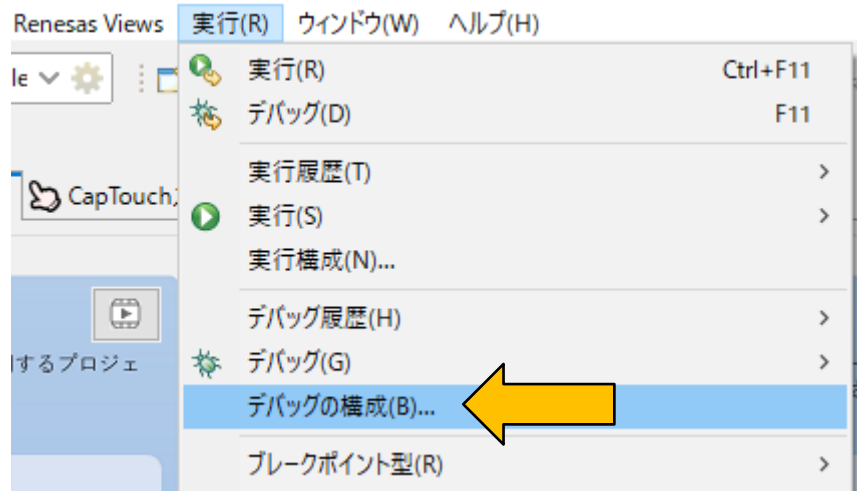 Renesas Views 実行(R) ウィンドウ(W) ヘルプ(H)
実行(R) Ctrl+F11
デバッグ(D) F11
実行履歴(T)
CapTouch
実行(S)
実行構成(N)...
デバッグ履歴(H)
するプロジェ
デバッグ(G)
デバッグの構成(B)...
ブレークポイント型(R)